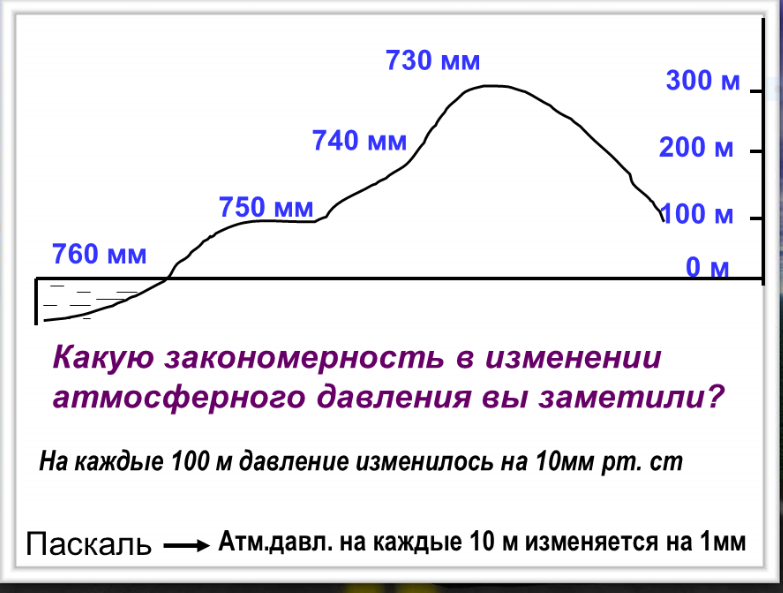 730 мм
300 м
740 мм
200 м
750 мм
100 м
760 мм
0 м
Какую закономерность в изменении
атмосферного давления вы заметили?
На каждые 100 м давление изменилось на 10мм рт. ст
Паскаль → Атм.давл. на каждые 10 м изменяется на 1мм